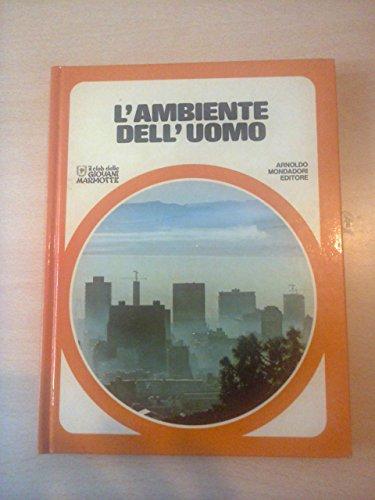 L'AMBIENTE
DELL'UOMO
il club delle
GIOVANI
MARMOTTE
ARNOLDO
MONDADORI
EDITORE